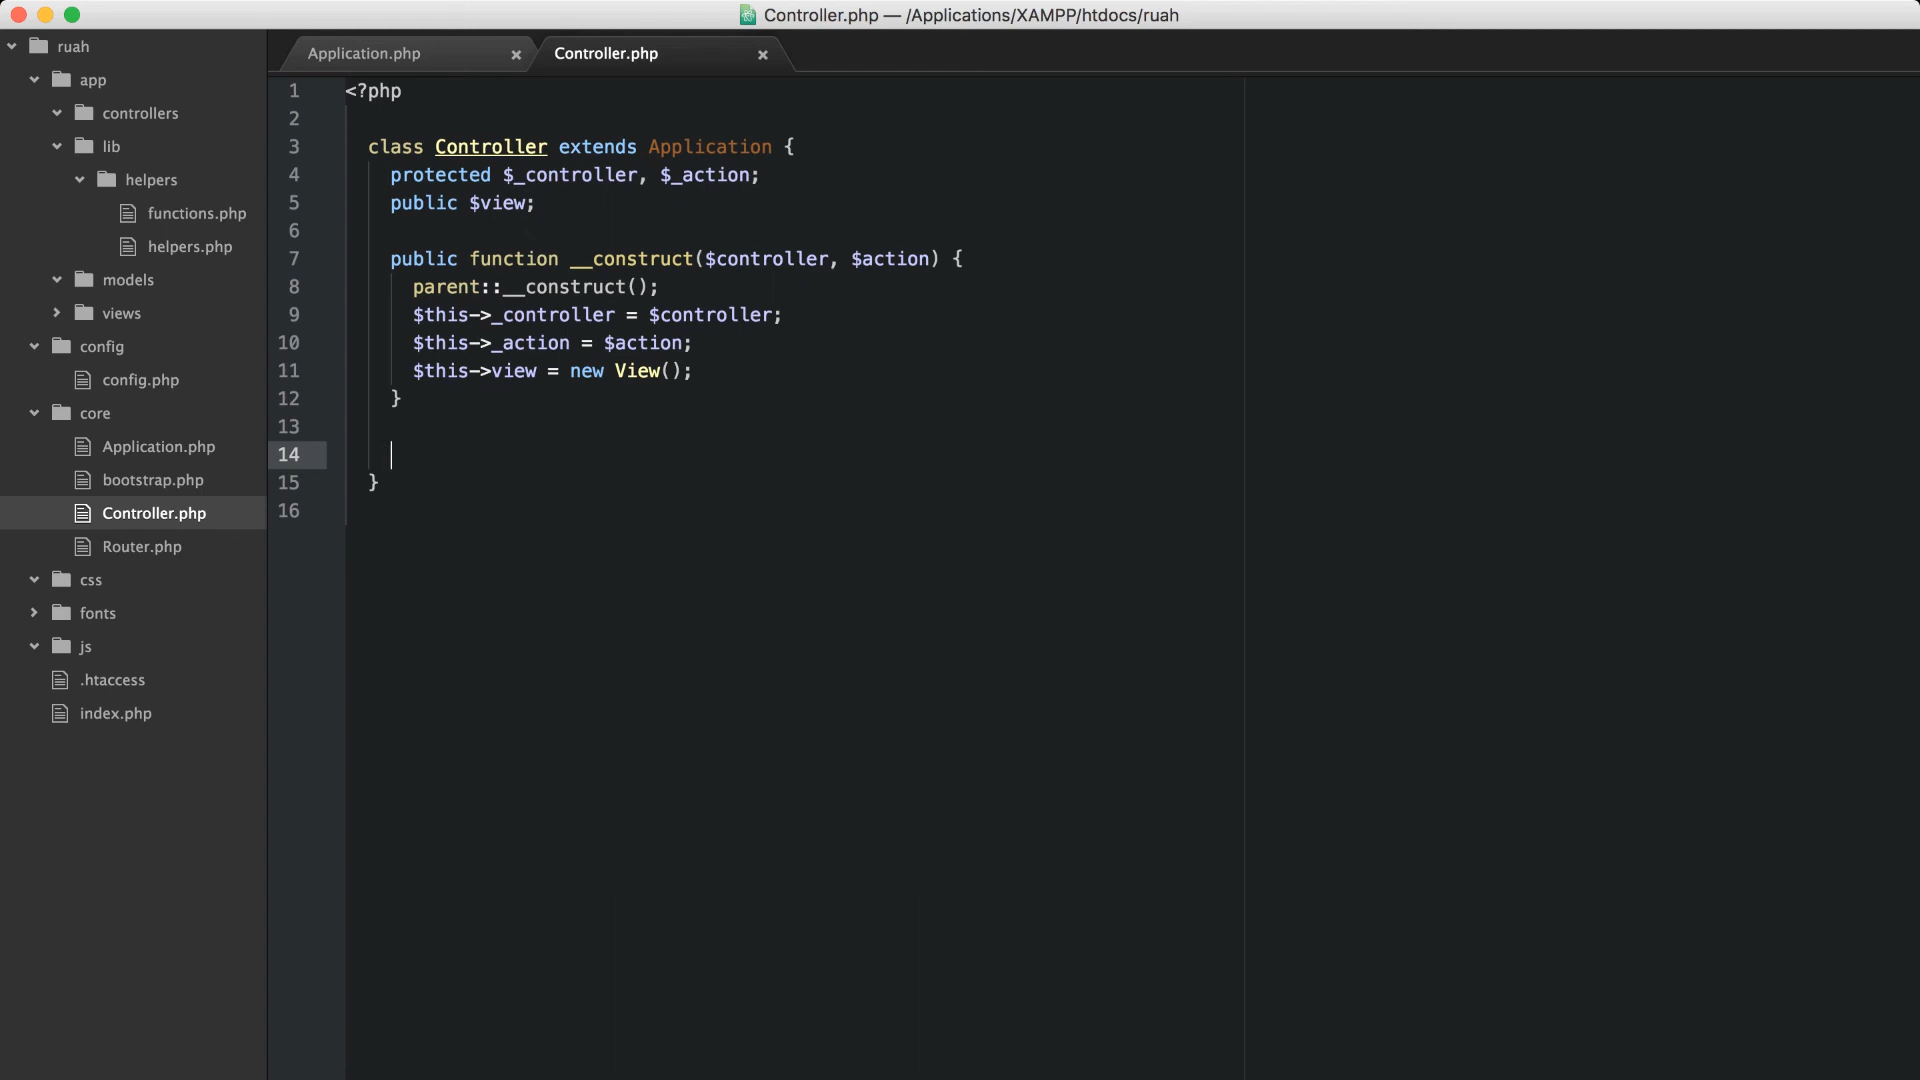 Controller.php — /Applications/XAMPP/htdocs/ruah
ruah
app
controllers
lib
helpers
functions.php
helpers.php
models
views
config
config.php
core
Application.php
bootstrap.php
Controller.php
Router.php
css
fonts
js
.htaccess
index.php
Application.php
Controller.php
1 <?php
2
3 class Controller extends Application {
4 protected $_controller, $_action;
5 public $view;
6
7 public function __construct($controller, $action) {
8 parent::__construct();
9 $this->_controller = $controller;
10 $this->_action = $action;
11 $this->view = new View();
12 }
13
14
15 }
16